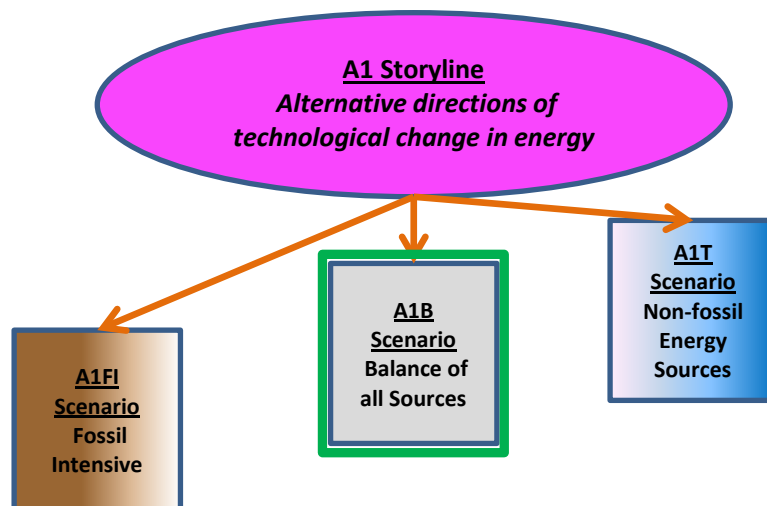 A1 Storyline
Alternative directions of
technological change in energy
A1T
Scenario
Non-fossil
Energy
Sources
A1B
Scenario
Balance of
all Sources
A1FI
Scenario
Fossil
Intensive